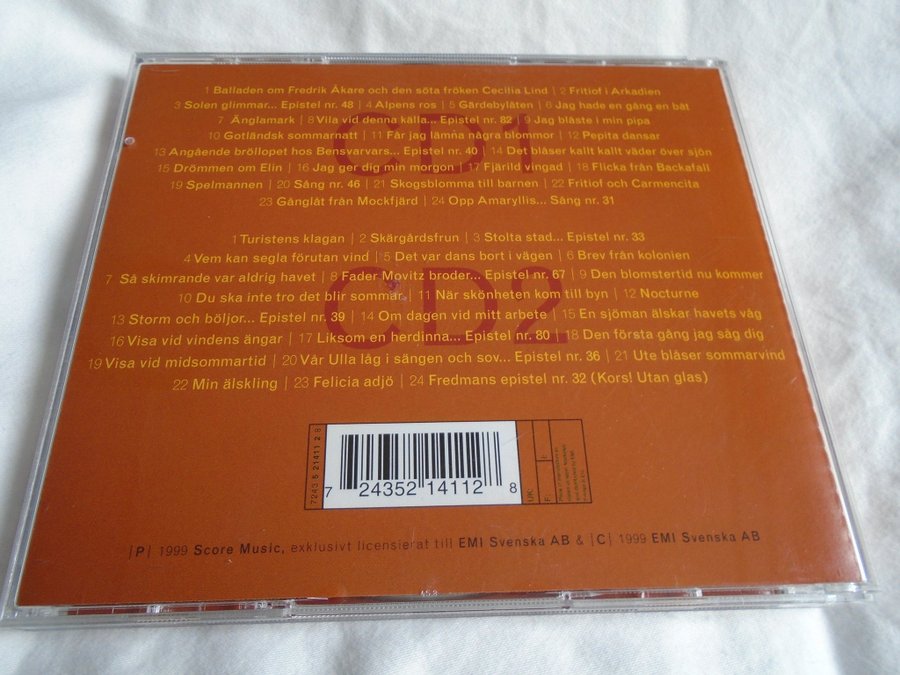 1 Balladen om Fredrik Åkare och den söta fröken Cecilia Lind | 2 Fritiof i Arkadien
3 Solen glimmar... Epistel nr. 48 | 4 Alpens ros | 5 Gärdebylåten | 6 Jag hade en gång en båt
7 Änglamark | 8 Vila vid denna källa... Epistel nr. 82 | 9 Jag blåste i min pipa
10 Gotländsk sommarnatt | 11 Får jag lämna några blommor | 12 Pepita dansar
13 Angående bröllopet hos Bensvarvars... Epistel nr. 40 | 14 Det blåser kallt kallt väder över sjön
15 Drömmen om Elin | 16 Jag ger dig min morgon | 17 Fjäril vingad | 18 Flicka från Backafall
19 Spelmannen | 20 Sång nr. 46 | 21 Skogsblomma till barnen | 22 Fritiof och Carmencita
23 Gånglåt från Mockfjärd | 24 Opp Amaryllis... Sång nr. 31
CD1
1 Turistens klagan | 2 Skärgårdsfrun | 3 Stolta stad... Epistel nr. 33
4 Vem kan segla förutan vind | 5 Det var dans bort i vägen | 6 Brev från kolonien
7 Så skimrande var aldrig havet | 8 Fader Movitz broder... Epistel nr. 67 | 9 Den blomstertid nu kommer
10 Du ska inte tro det blir sommar | 11 När skönheten kom till byn | 12 Nocturne
13 Storm och böljor... Epistel nr. 39 | 14 Om dagen vid mitt arbete | 15 En sjöman älskar havets våg
16 Visa vid vindens ängar | 17 Liksom en herdinna... Epistel nr. 80 | 18 Den första gång jag såg dig
19 Visa vid midsommartid | 20 Vår Ulla låg i sängen och sov... Epistel nr. 36 | 21 Ute blåser sommarvind
22 Min älskling | 23 Felicia adjö | 24 Fredmans epistel nr. 32 (Kors! Utan glas)
CD2
7243 5 21411 2 8
7 24352 14112 8
UK:
F:
|P| 1999 Score Music, exklusivt licensierat till EMI Svenska AB & |C| 1999 EMI Svenska AB